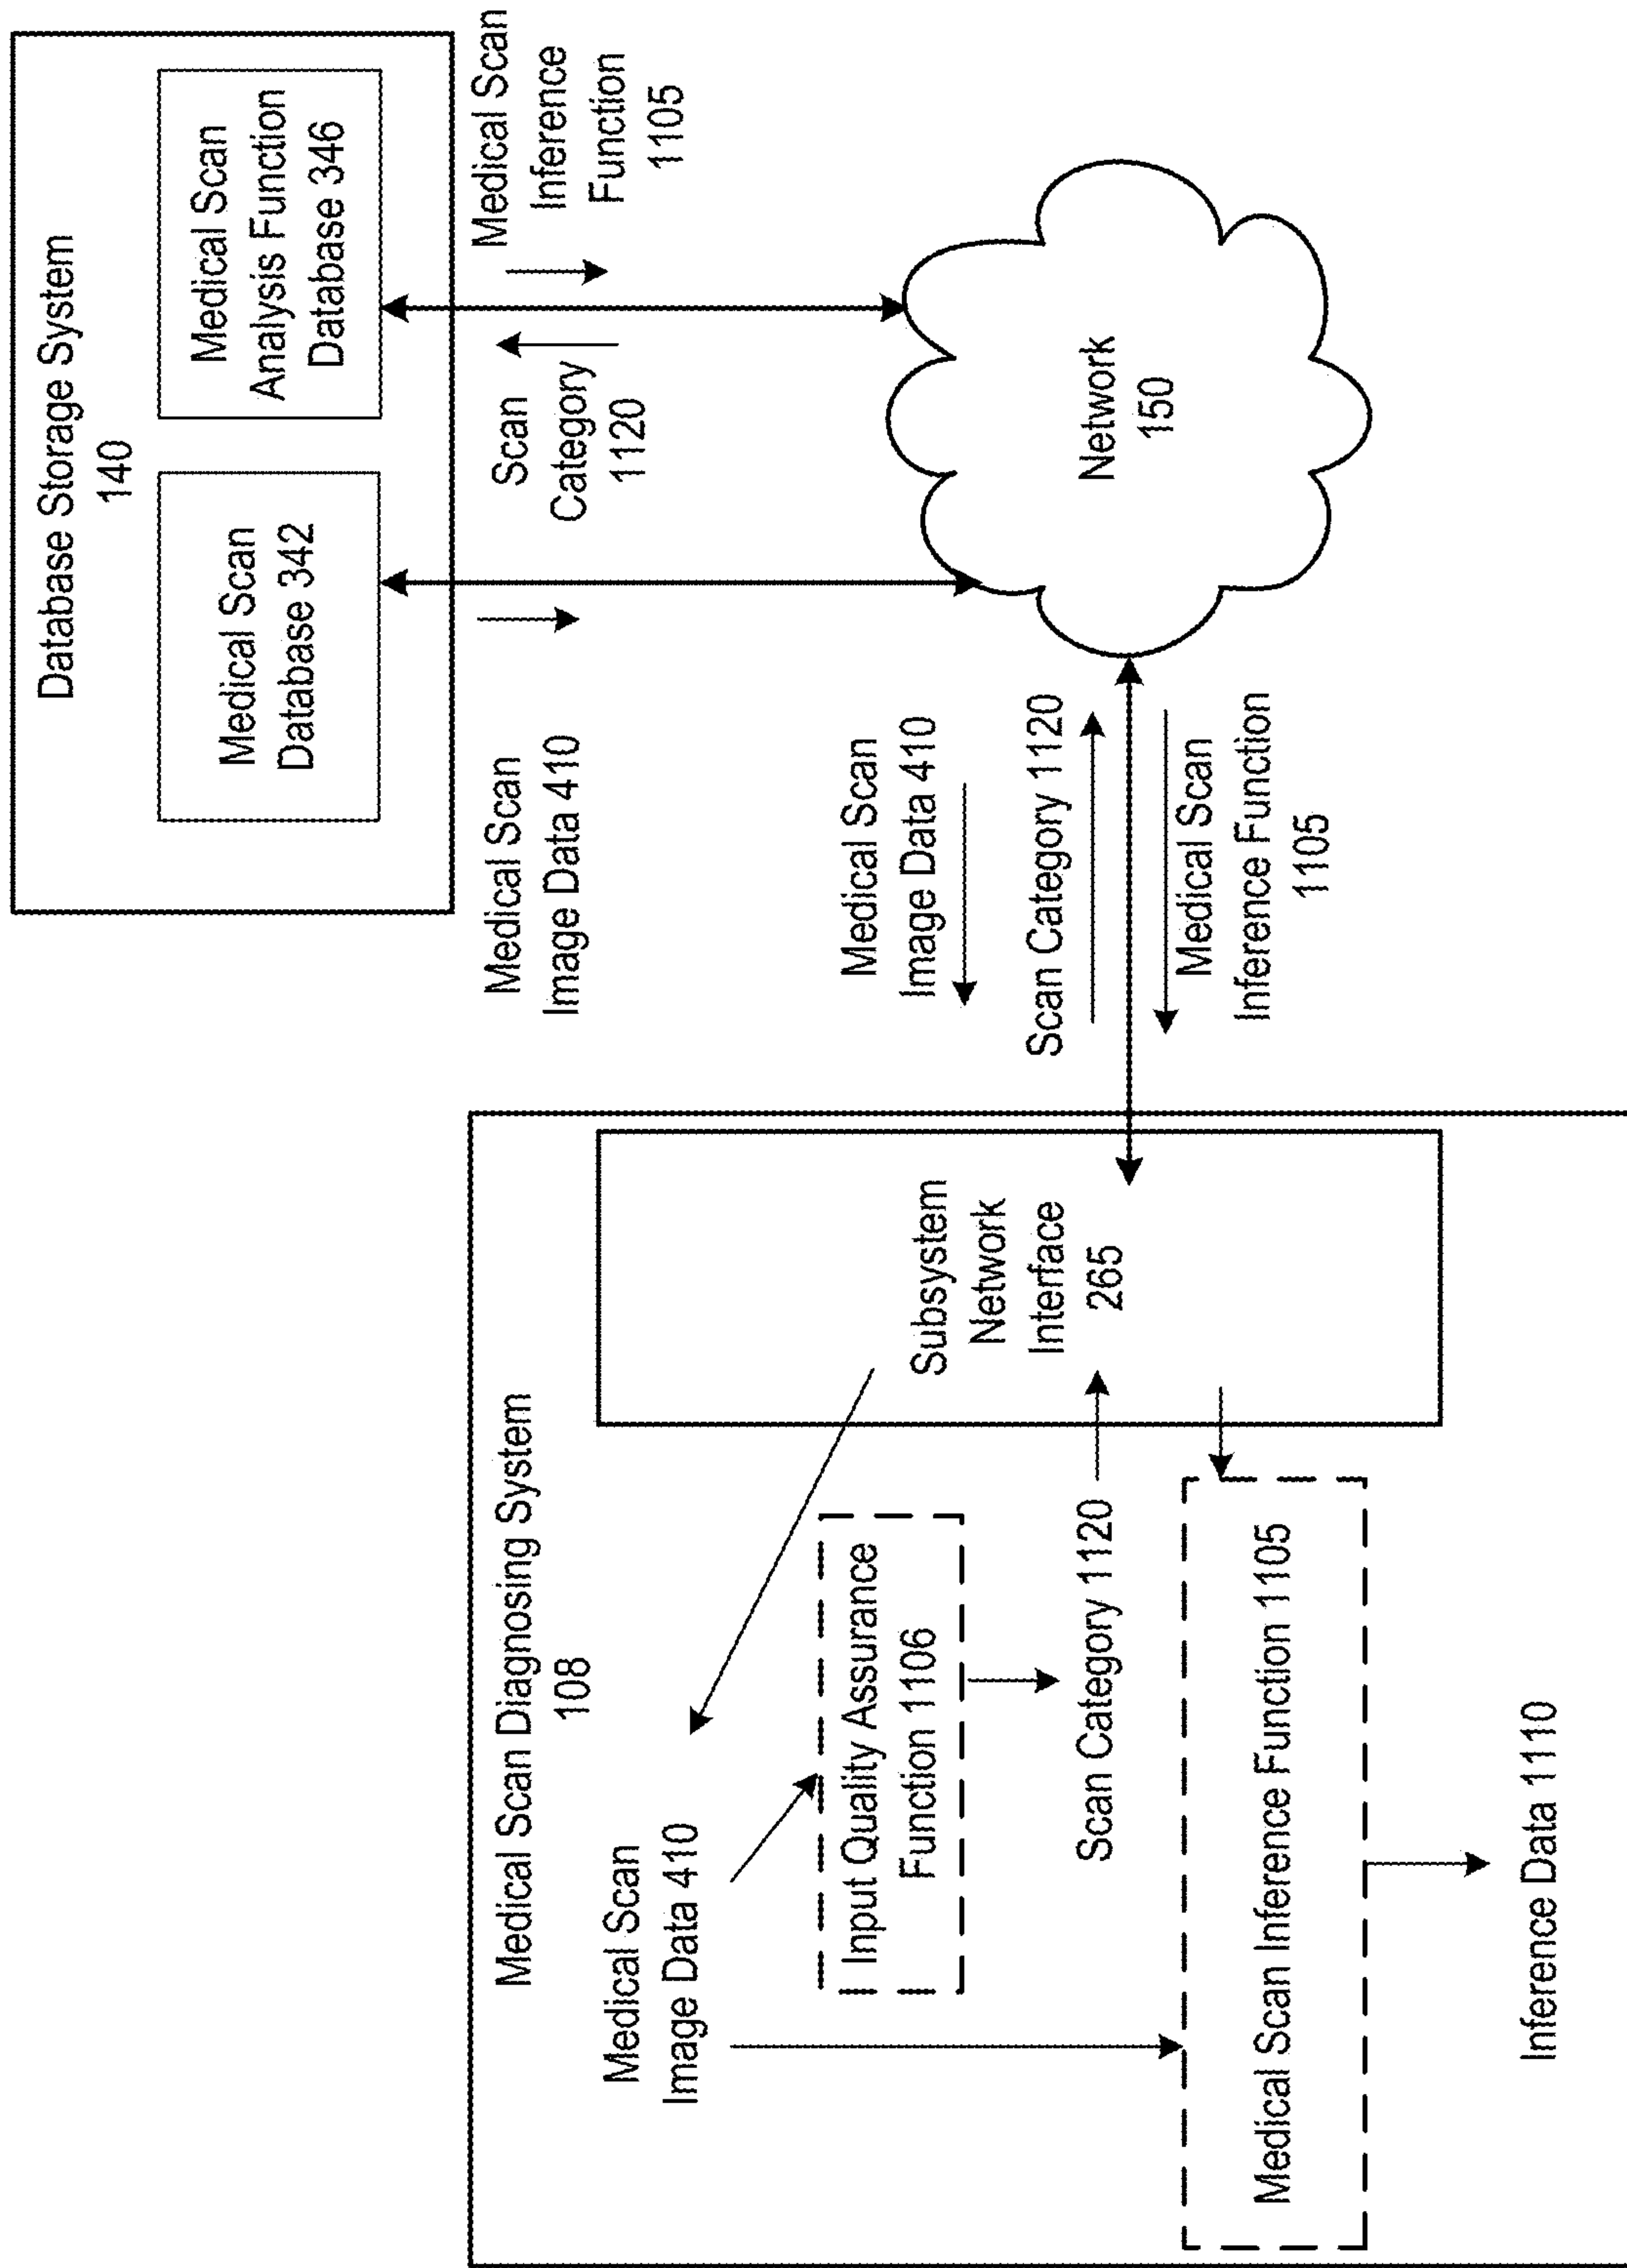 Database Storage System
140
Medical Scan
Database 342
Medical Scan
Analysis Function
Database 346
Medical Scan
Image Data 410
Scan
Category
1120
Medical Scan
Inference
Function
1105
Network
150
Medical Scan
Image Data 410
Scan Category 1120
Medical Scan
Inference Function
1105
Medical Scan Diagnosing System
108
Subsystem
Network
Interface
265
Medical Scan
Image Data 410
Input Quality Assurance
Function 1106
Scan Category 1120
Medical Scan Inference Function 1105
Inference Data 1110